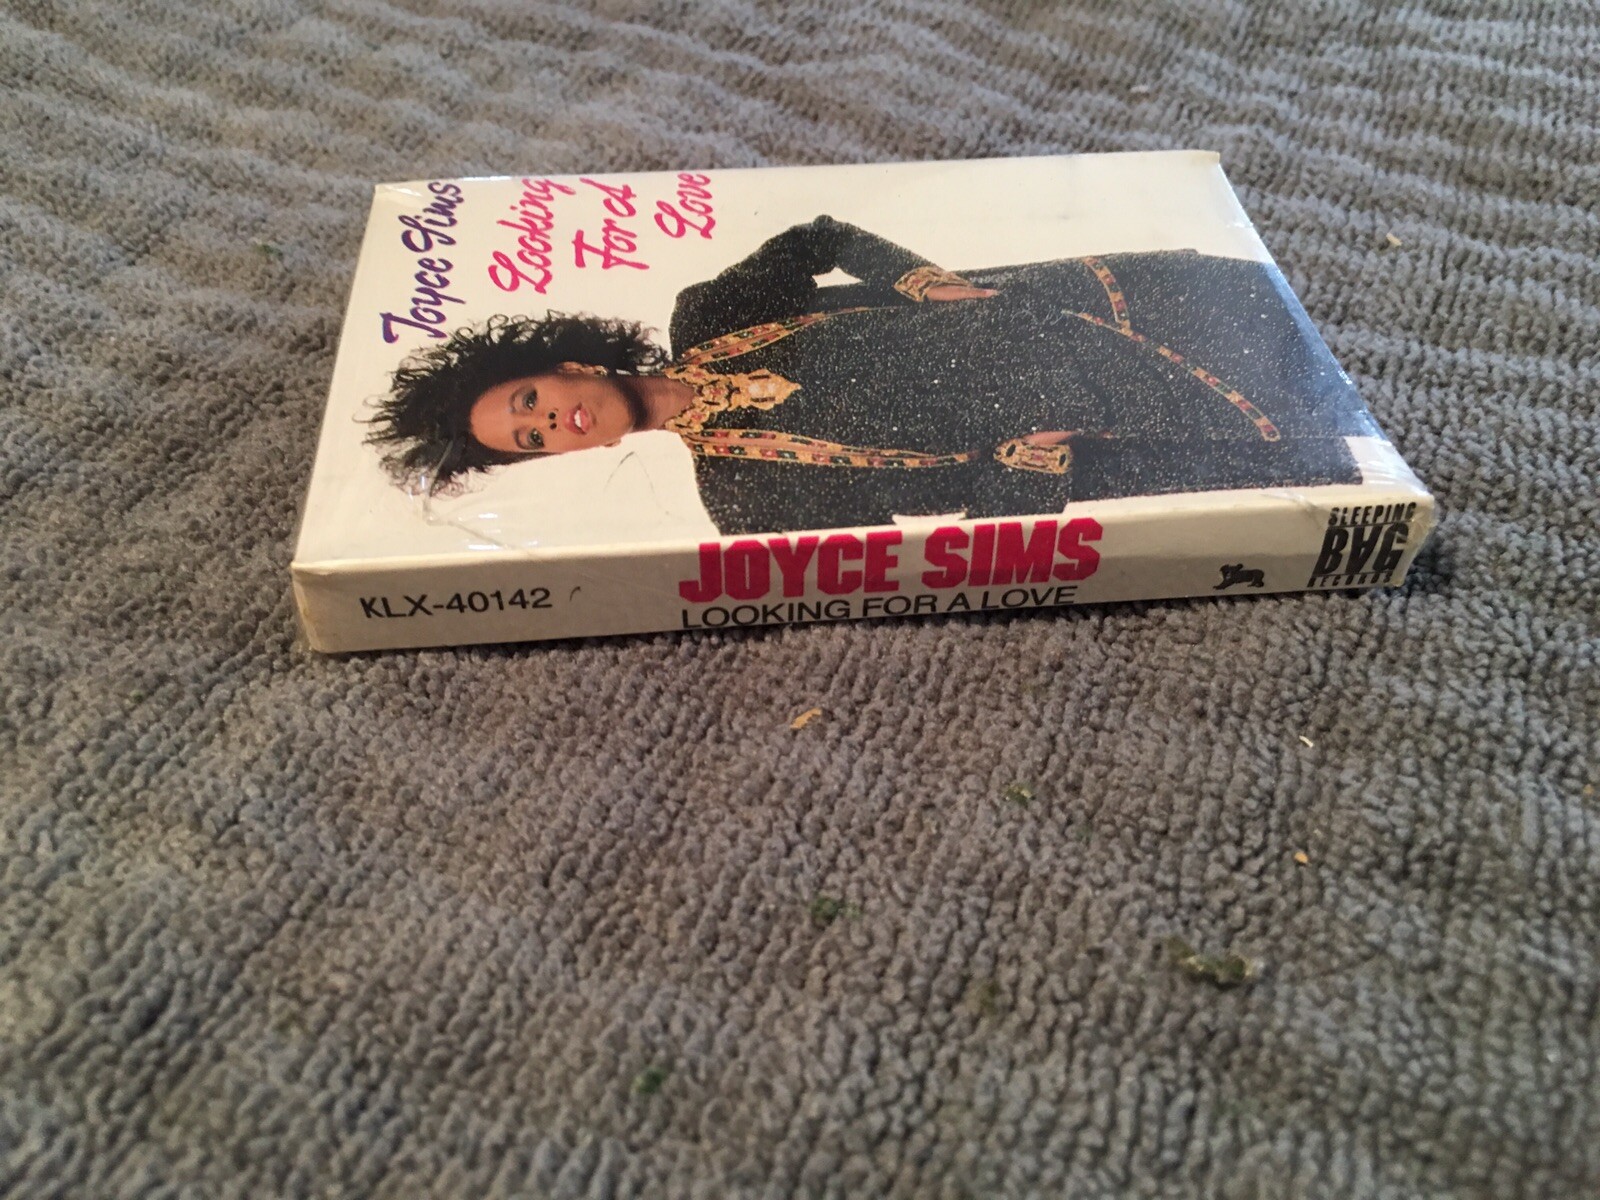 Joyce Sims
Looking
For A
Love
KLX-40142
JOYCE SIMS
LOOKING FOR A LOVE
SLEEPING
BAG
RECORDS